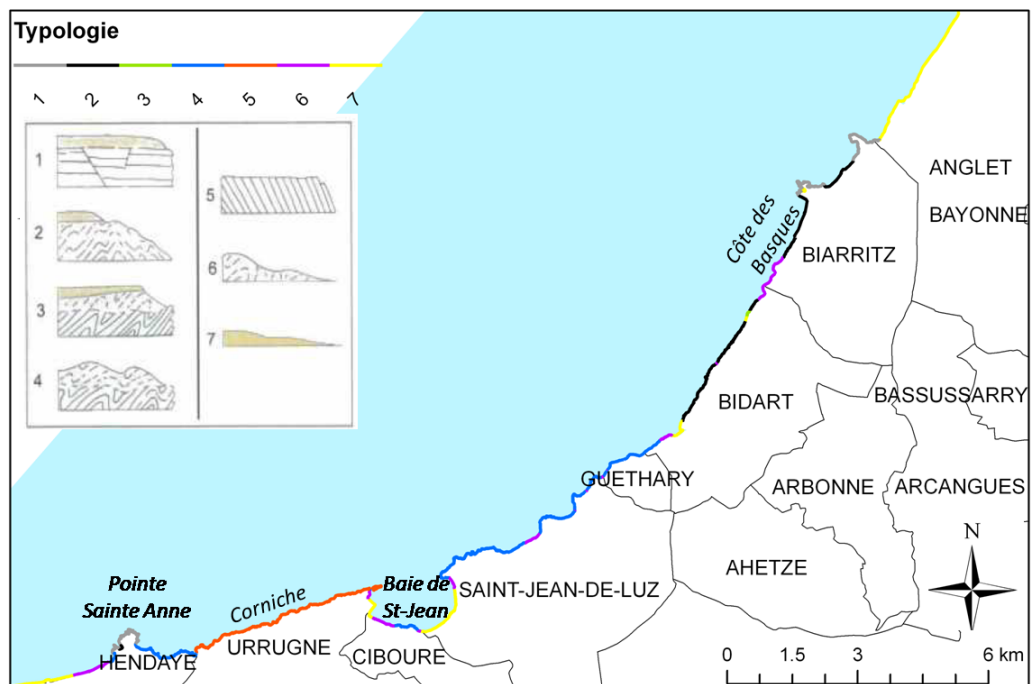 Typologie
1 2 3 4 5 6 7
1
2
3
4
5
6
7
ANGLET
BAYONNE
Côte des
Basques
BIARRITZ
BIDART
BASSUSSARRY
GUETHARY
ARBONNE
ARCANGUES
AHETZE
N
Pointe
Sainte Anne
Corniche
Baie de
St-Jean
SAINT-JEAN-DE-LUZ
HENDAYE
URRUGNE
CIBOURE
0 1.5 3 6 km